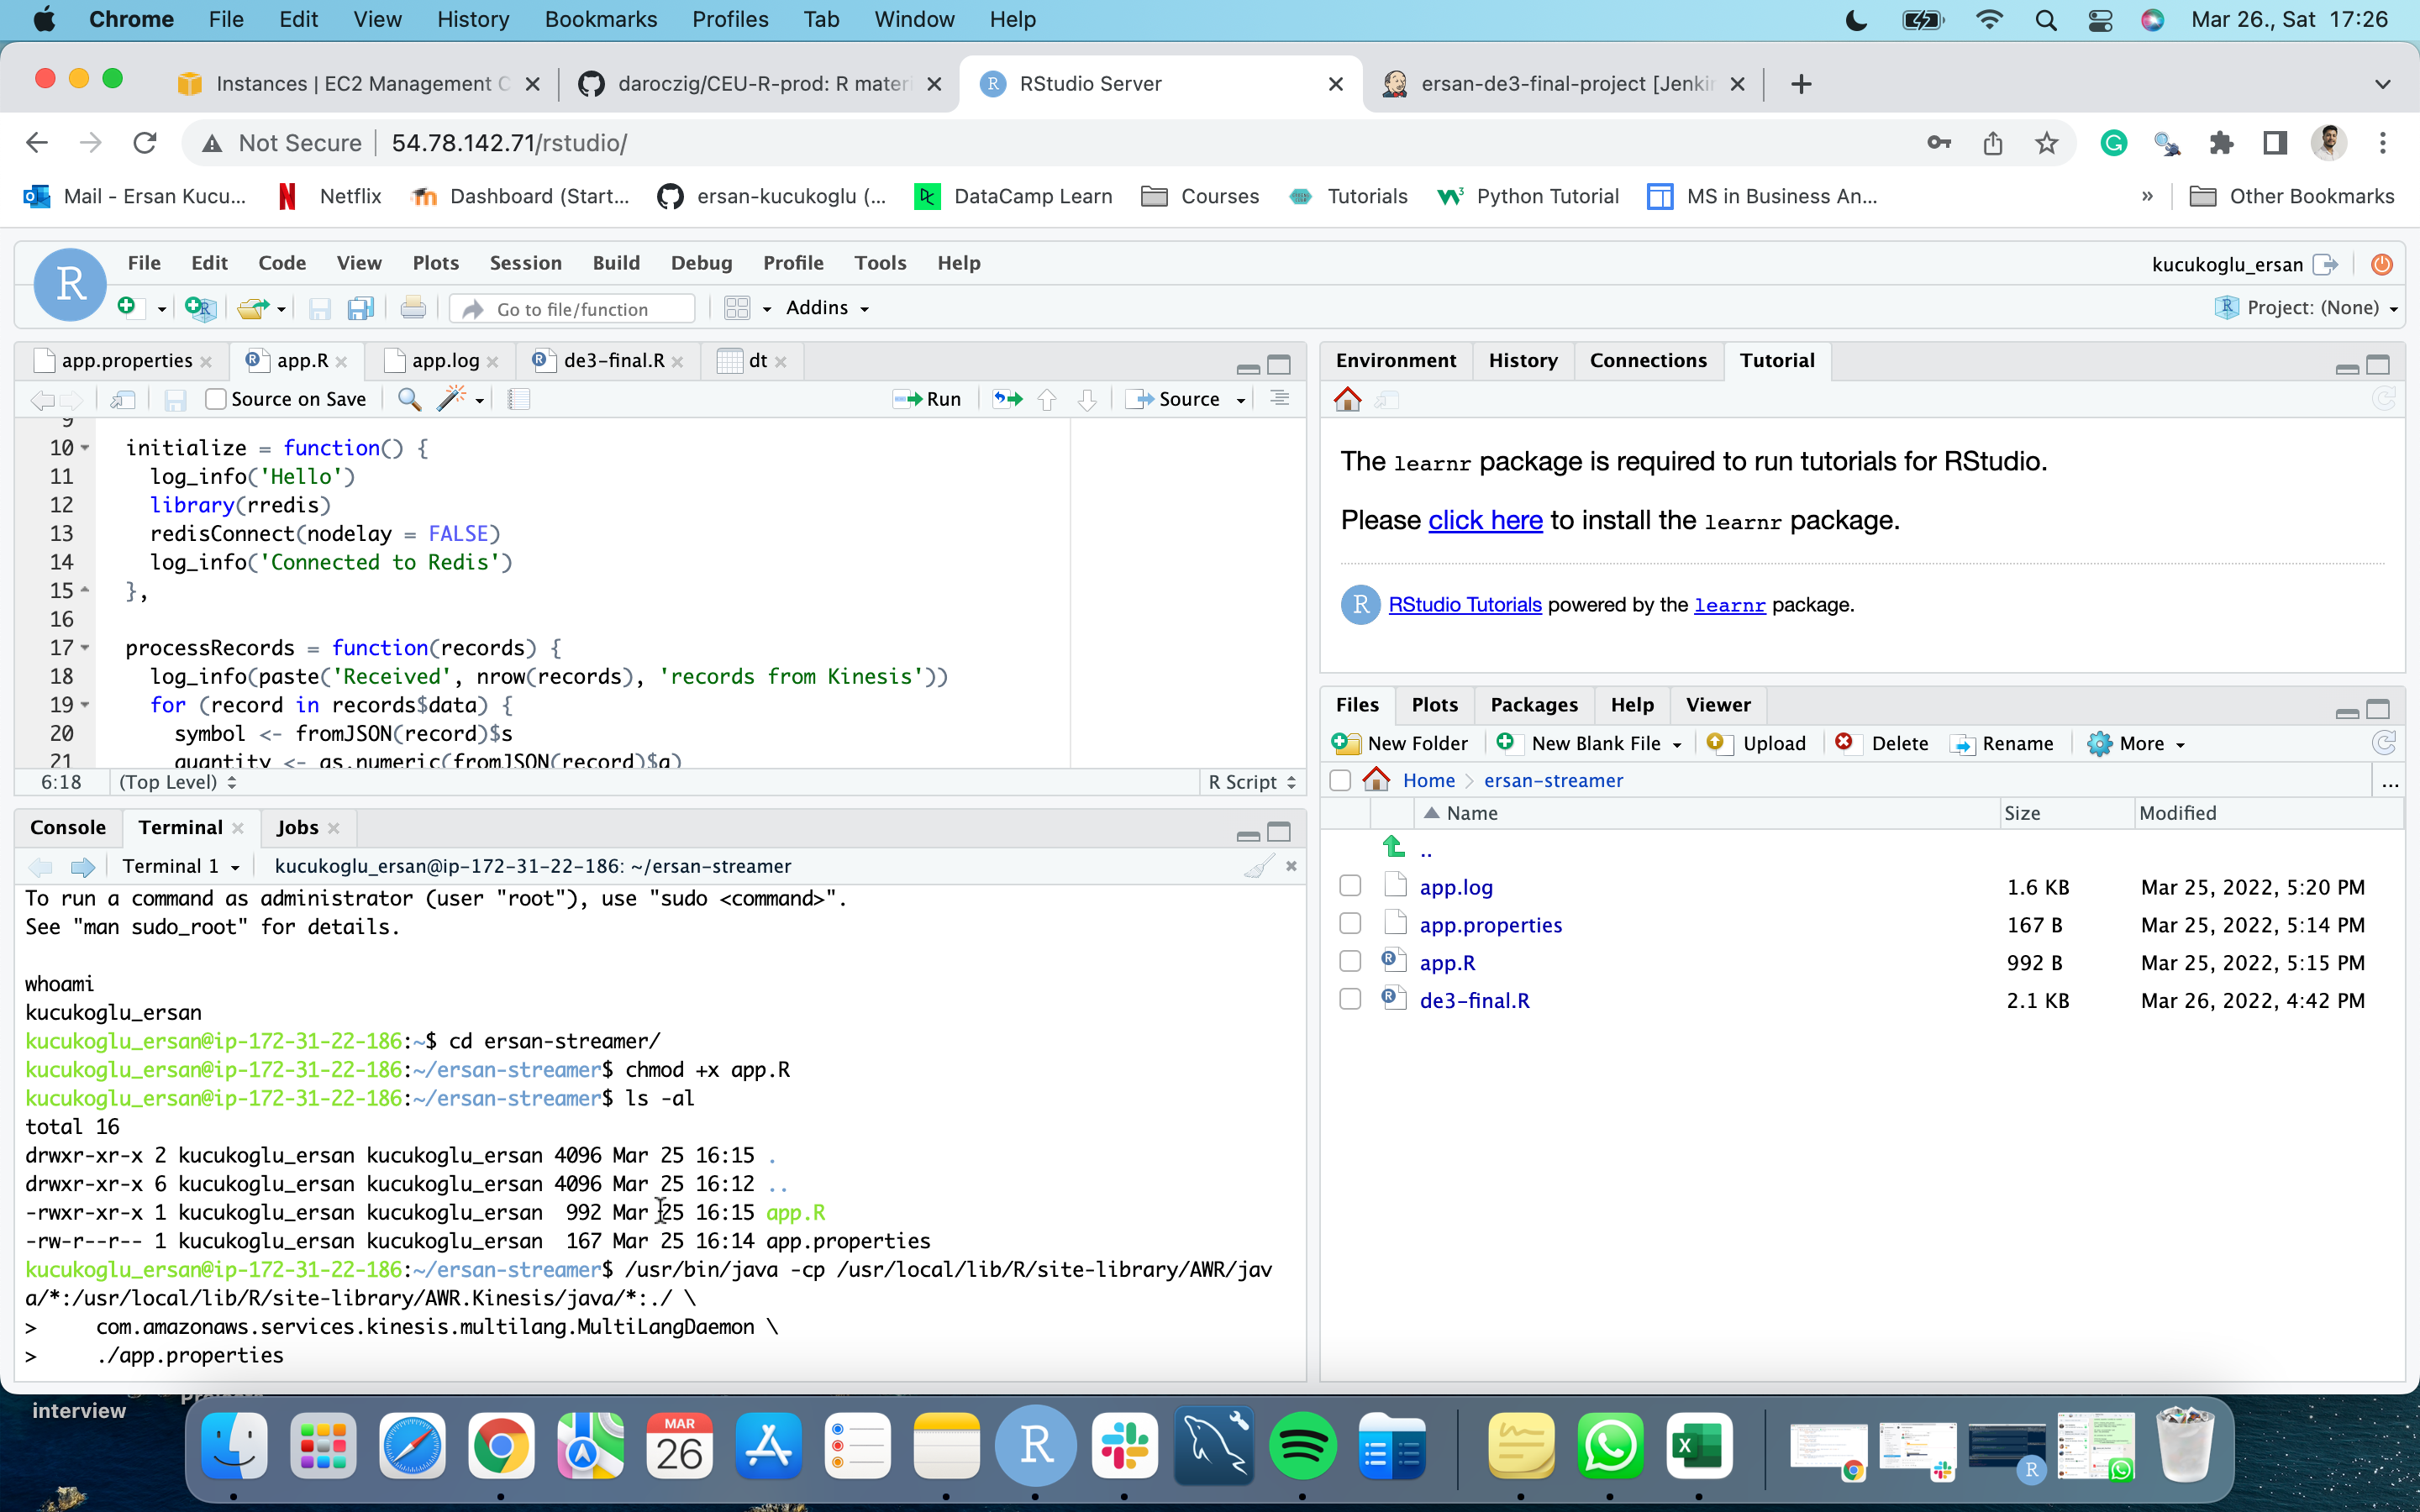 Chrome File Edit View History Bookmarks Profiles Tab Window Help Mar 26., Sat 17:26
Instances | EC2 Management C daroczig/CEU-R-prod: R materi RStudio Server ersan-de3-final-project [Jenkin
Not Secure 54.78.142.71/rstudio/
Mail - Ersan Kucu... Netflix Dashboard (Start... ersan-kucukoglu (... DataCamp Learn Courses Tutorials Python Tutorial MS in Business An... » Other Bookmarks
File Edit Code View Plots Session Build Debug Profile Tools Help kucukoglu_ersan
Go to file/function Addins Project: (None)
app.properties app.R app.log de3-final.R dt
Source on Save Run Source
9
10 initialize = function() {
11 log_info('Hello')
12 library(rredis)
13 redisConnect(nodelay = FALSE)
14 log_info('Connected to Redis')
15 },
16
17 processRecords = function(records) {
18 log_info(paste('Received', nrow(records), 'records from Kinesis'))
19 for (record in records$data) {
20 symbol <- fromJSON(record)$s
21 quantity <- as.numeric(fromJSON(record)$q)
6:18 (Top Level) R Script
Console Terminal Jobs
Terminal 1 kucukoglu_ersan@ip-172-31-22-186: ~/ersan-streamer
To run a command as administrator (user "root"), use "sudo <command>".
See "man sudo_root" for details.
whoami
kucukoglu_ersan
kucukoglu_ersan@ip-172-31-22-186:~$ cd ersan-streamer/
kucukoglu_ersan@ip-172-31-22-186:~/ersan-streamer$ chmod +x app.R
kucukoglu_ersan@ip-172-31-22-186:~/ersan-streamer$ ls -al
total 16
drwxr-xr-x 2 kucukoglu_ersan kucukoglu_ersan 4096 Mar 25 16:15 .
drwxr-xr-x 6 kucukoglu_ersan kucukoglu_ersan 4096 Mar 25 16:12 ..
-rwxr-xr-x 1 kucukoglu_ersan kucukoglu_ersan 992 Mar 25 16:15 app.R
-rw-r--r-- 1 kucukoglu_ersan kucukoglu_ersan 167 Mar 25 16:14 app.properties
kucukoglu_ersan@ip-172-31-22-186:~/ersan-streamer$ /usr/bin/java -cp /usr/local/lib/R/site-library/AWR/jav
a/*:/usr/local/lib/R/site-library/AWR.Kinesis/java/*:./ \
> com.amazonaws.services.kinesis.multilang.MultiLangDaemon \
> ./app.properties
Environment History Connections Tutorial
The learnr package is required to run tutorials for RStudio.
Please click here to install the learnr package.
R RStudio Tutorials powered by the learnr package.
Files Plots Packages Help Viewer
New Folder New Blank File Upload Delete Rename More
Home ersan-streamer ...
Name Size Modified
..
app.log 1.6 KB Mar 25, 2022, 5:20 PM
app.properties 167 B Mar 25, 2022, 5:14 PM
app.R 992 B Mar 25, 2022, 5:15 PM
de3-final.R 2.1 KB Mar 26, 2022, 4:42 PM
interview
MAR
26